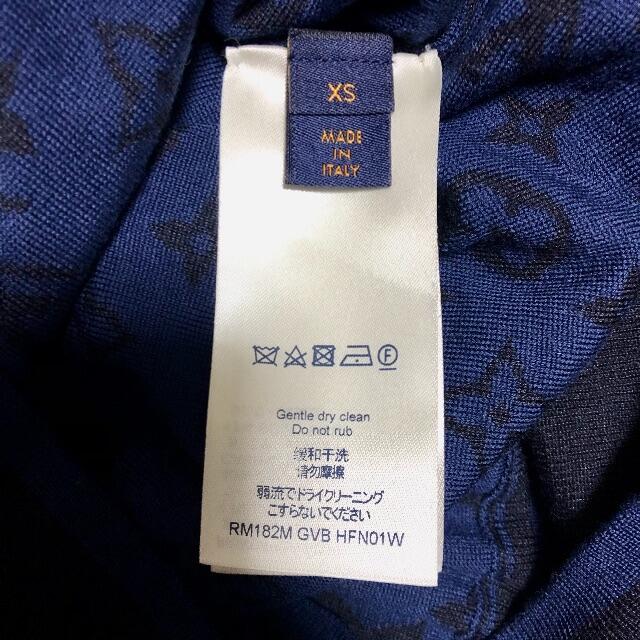 XS
MADE
IN
ITALY
F
Gentle dry clean
Do not rub
缓和干洗
请勿摩擦
弱流でドライクリーニング
こすらないでください
RM182M GVB HFN01W